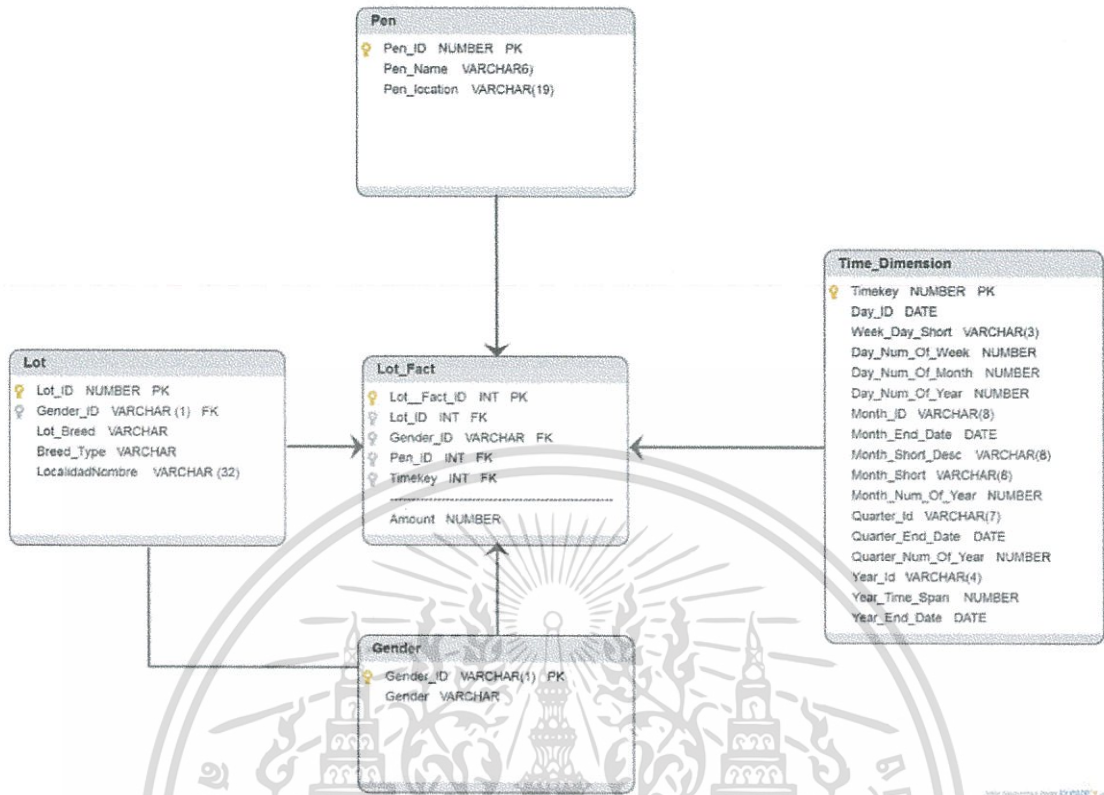 Pen
Pen_ID NUMBER PK
Pen_Name VARCHAR6)
Pen_location VARCHAR(19)
Time_Dimension
Timekey NUMBER PK
Day_ID DATE
Week_Day_Short VARCHAR(3)
Day_Num_Of_Week NUMBER
Day_Num_Of_Month NUMBER
Day_Num_Of_Year NUMBER
Month_ID VARCHAR(8)
Month_End_Date DATE
Month_Short_Desc VARCHAR(8)
Month_Short VARCHAR(8)
Month_Num_Of_Year NUMBER
Quarter_Id VARCHAR(7)
Quarter_End_Date DATE
Quarter_Num_Of_Year NUMBER
Year_Id VARCHAR(4)
Year_Time_Span NUMBER
Year_End_Date DATE
Lot
Lot_ID NUMBER PK
Gender_ID VARCHAR (1) FK
Lot_Breed VARCHAR
Breed_Type VARCHAR
LocalidadNombre VARCHAR (32)
Lot_Fact
Lot__Fact_ID INT PK
Lot_ID INT FK
Gender_ID VARCHAR FK
Pen_ID INT FK
Timekey INT FK
Amount NUMBER
Gender
Gender_ID VARCHAR(1) PK
Gender VARCHAR